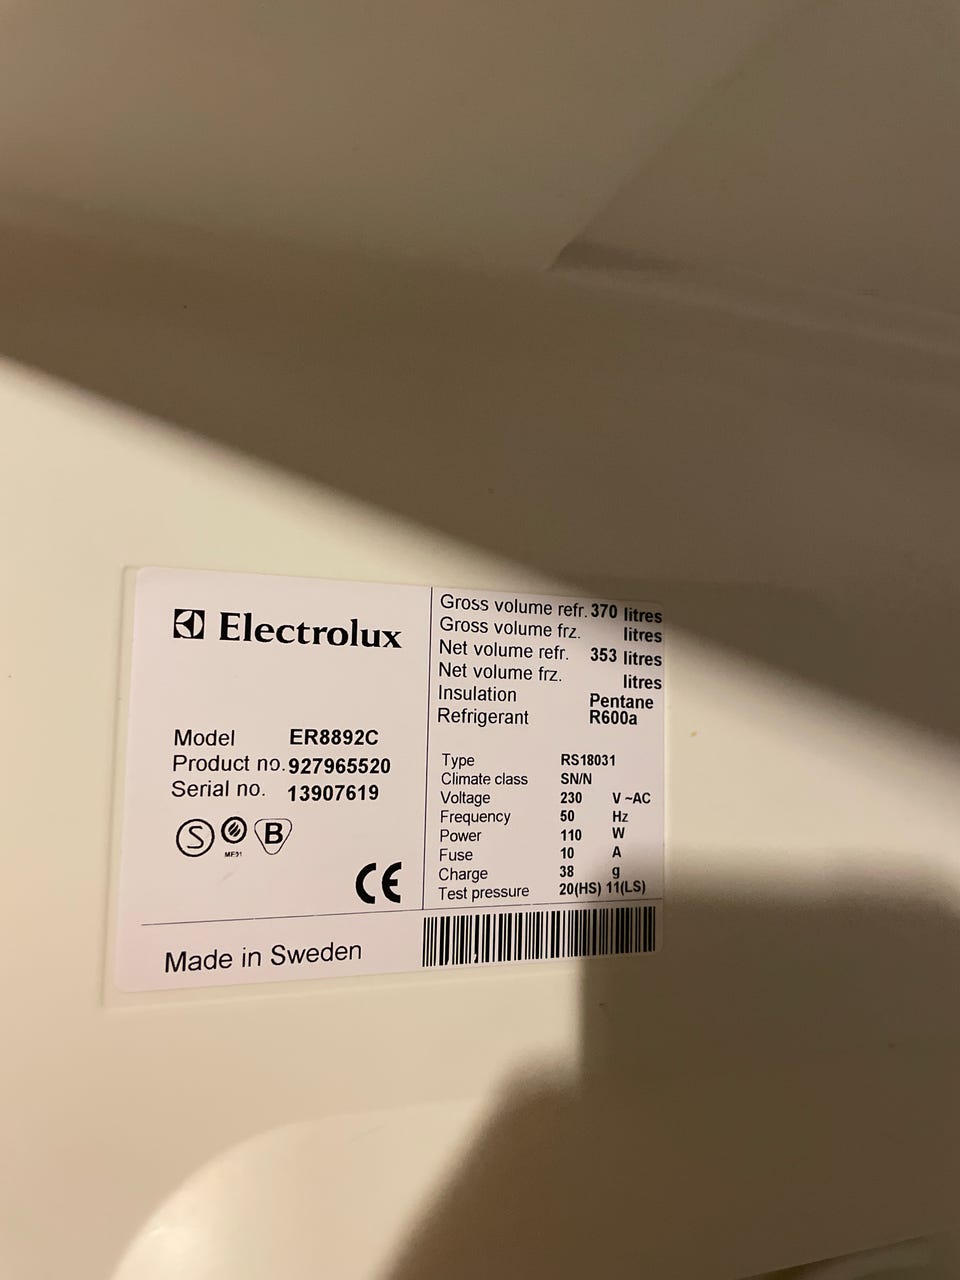 Electrolux
Model ER8892C
Product no. 927965520
Serial no. 13907619
S
B
CE
Made in Sweden
Gross volume refr. 370 litres
Gross volume frz. litres
Net volume refr. 353 litres
Net volume frz. litres
Insulation Pentane
Refrigerant R600a
Type RS18031
Climate class SN/N
Voltage 230 V ~AC
Frequency 50 Hz
Power 110 W
Fuse 10 A
Charge 38 g
Test pressure 20(HS) 11(LS)